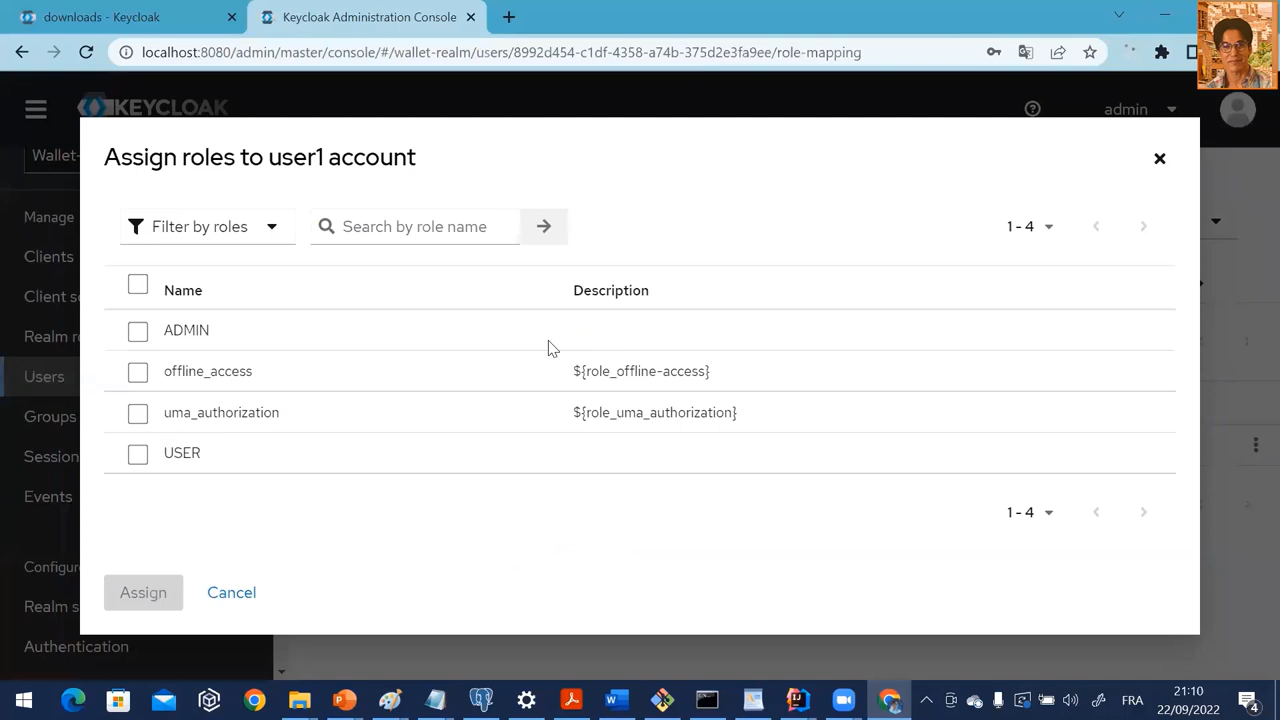 downloads - Keycloak
Keycloak Administration Console
localhost:8080/admin/master/console/#/wallet-realm/users/8992d454-c1df-4358-a74b-375d2e3fa9ee/role-mapping
KEYCLOAK
admin
Wallet-
Manage
Clients
Client s
Realm r
Users
Groups
Session
Events
Configur
Realm s
Authentication
Assign roles to user1 account
Filter by roles
Search by role name
1 - 4
Name Description
ADMIN
offline_access ${role_offline-access}
uma_authorization ${role_uma_authorization}
USER
1 - 4
Assign Cancel
FRA
21:10
22/09/2022
4